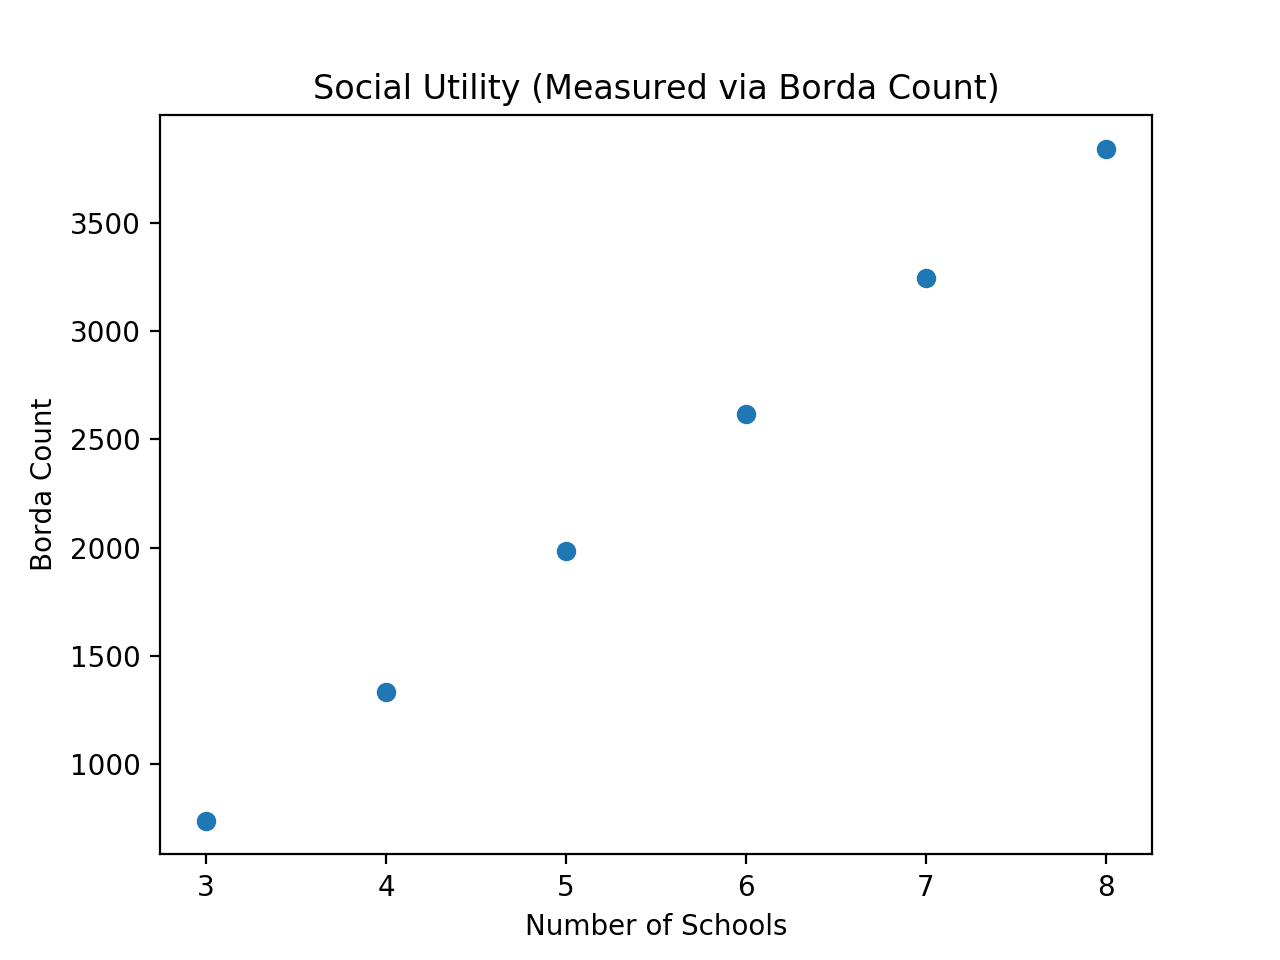 Social Utility (Measured via Borda Count)
3500
3000
2500
2000
1500
1000
Borda Count
3 4 5 6 7 8
Number of Schools